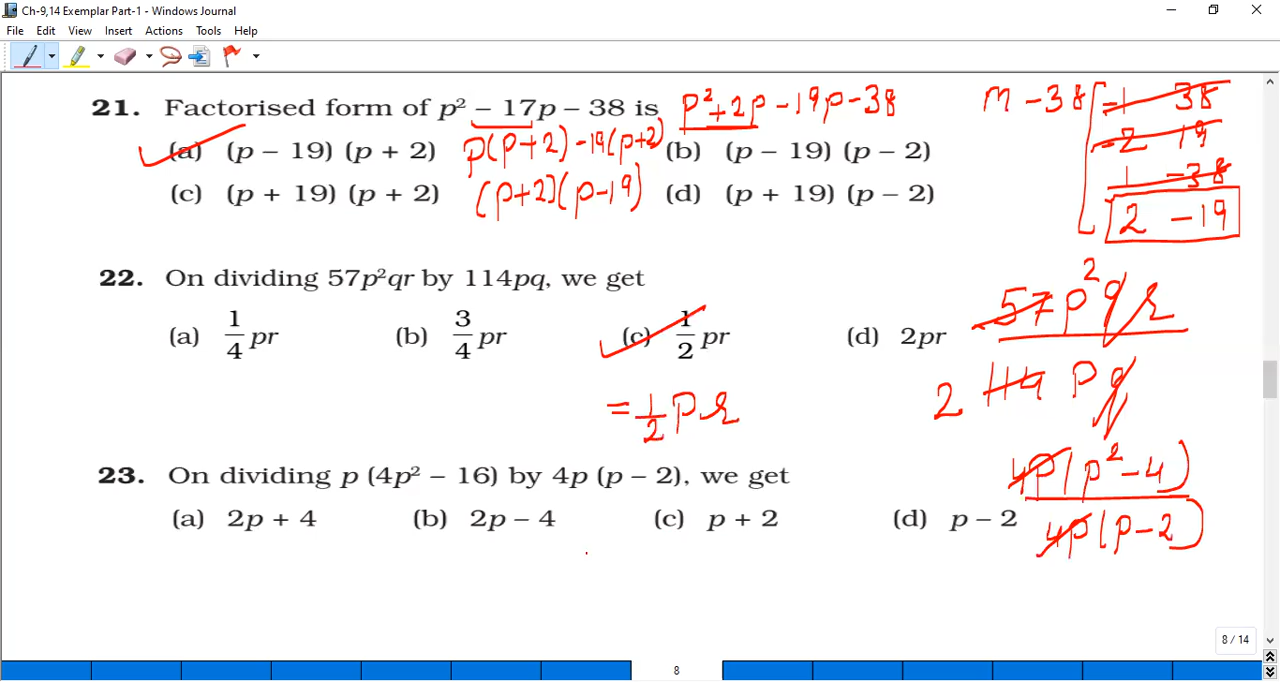 Ch-9,14 Exemplar Part-1 - Windows Journal
File Edit View Insert Actions Tools Help
21. Factorised form of p² – 17p – 38 is p²+2p-19p-38
(a) (p – 19) (p + 2) p(p+2)-19(p+2) (b) (p – 19) (p – 2)
(c) (p + 19) (p + 2) (p+2)(p-19) (d) (p + 19) (p – 2)
m -38
-1 38
-2 19
1 -38
2 -19
22. On dividing 57p²qr by 114pq, we get
(a) 1/4 pr (b) 3/4 pr (c) 1/2 pr (d) 2pr
57p²qr
2 114 pq
= 1/2 pr
23. On dividing p (4p² – 16) by 4p (p – 2), we get
(a) 2p + 4 (b) 2p – 4 (c) p + 2 (d) p – 2
4p(p²-4)
4p(p-2)
8 / 14
8